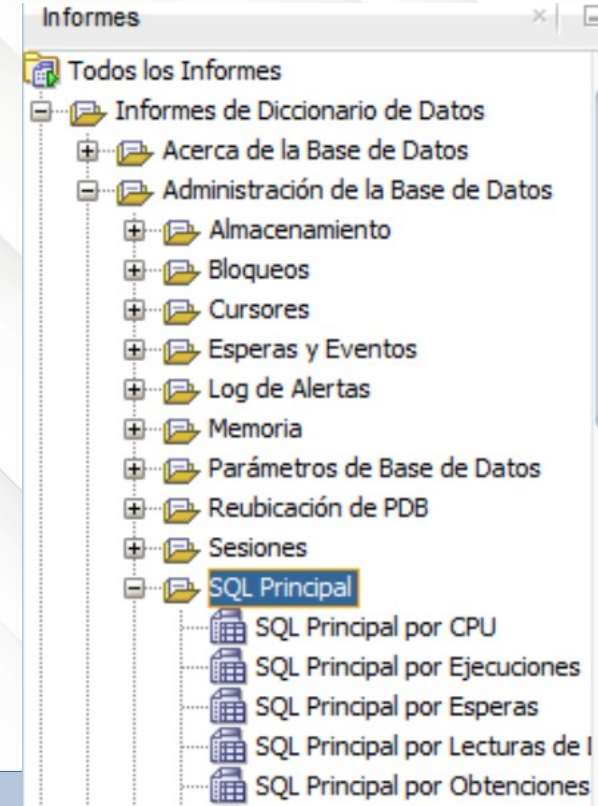 Informes
Todos los Informes
Informes de Diccionario de Datos
Acerca de la Base de Datos
Administración de la Base de Datos
Almacenamiento
Bloqueos
Cursores
Esperas y Eventos
Log de Alertas
Memoria
Parámetros de Base de Datos
Reubicación de PDB
Sesiones
SQL Principal
SQL Principal por CPU
SQL Principal por Ejecuciones
SQL Principal por Esperas
SQL Principal por Lecturas de
SQL Principal por Obtenciones